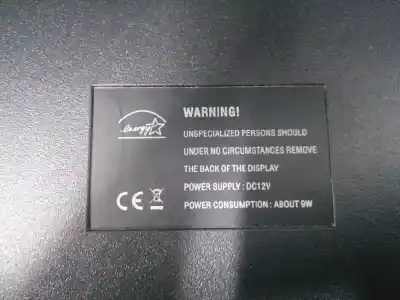 WARNING!
UNSPECIALIZED PERSONS SHOULD
UNDER NO CIRCUMSTANCES REMOVE
THE BACK OF THE DISPLAY
POWER SUPPLY : DC12V
POWER CONSUMPTION : ABOUT 9W
energy
CE